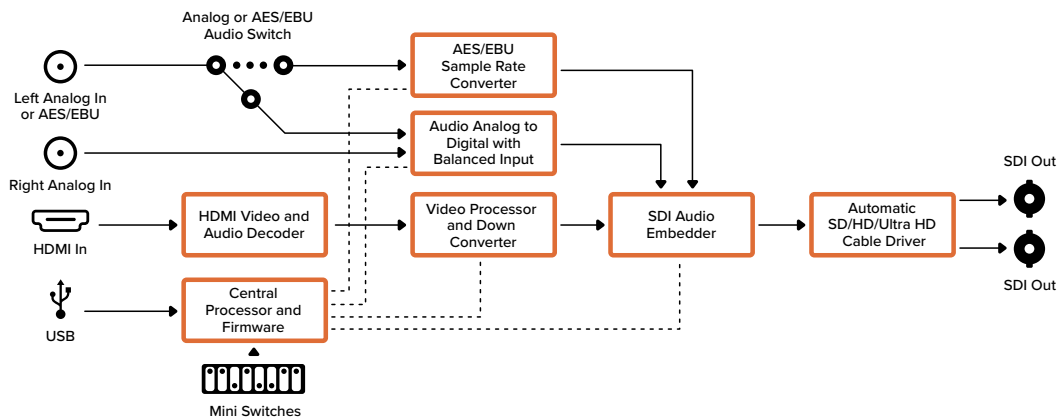 Analog or AES/EBU
Audio Switch
Left Analog In
or AES/EBU
Right Analog In
HDMI In
USB
AES/EBU
Sample Rate
Converter
Audio Analog to
Digital with
Balanced Input
HDMI Video and
Audio Decoder
Video Processor
and Down
Converter
SDI Audio
Embedder
Automatic
SD/HD/Ultra HD
Cable Driver
SDI Out
SDI Out
Central
Processor and
Firmware
Mini Switches